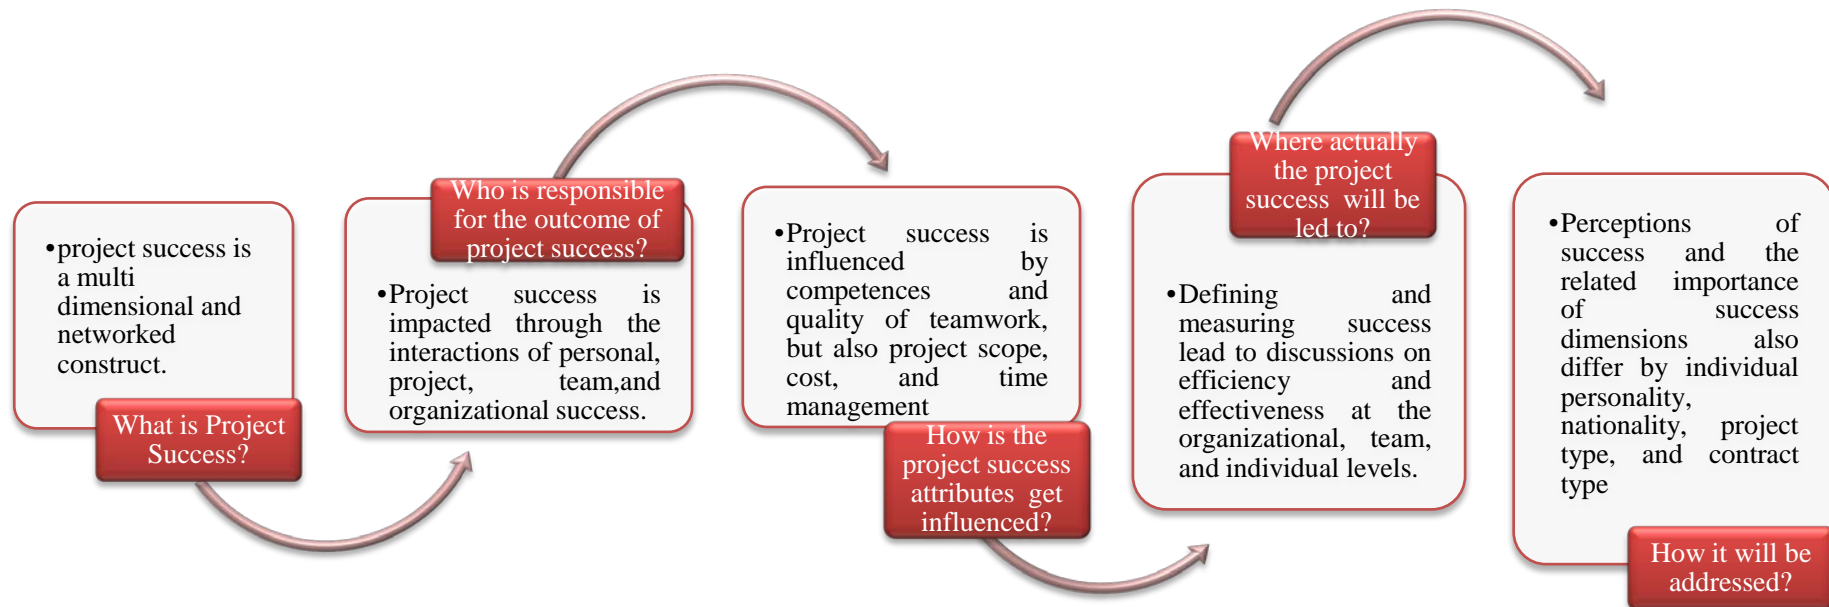 •project success is
a multi
dimensional and
networked
construct.
What is Project
Success?
Who is responsible
for the outcome of
project success?
•Project success is
impacted through the
interactions of personal,
project, team,and
organizational success.
•Project success is
influenced by
competences and
quality of teamwork,
but also project scope,
cost, and time
management
How is the
project success
attributes get
influenced?
Where actually
the project
success will be
led to?
•Defining and
measuring success
lead to discussions on
efficiency and
effectiveness at the
organizational, team,
and individual levels.
•Perceptions of
success and the
related importance
of success
dimensions also
differ by individual
personality,
nationality, project
type, and contract
type
How it will be
addressed?